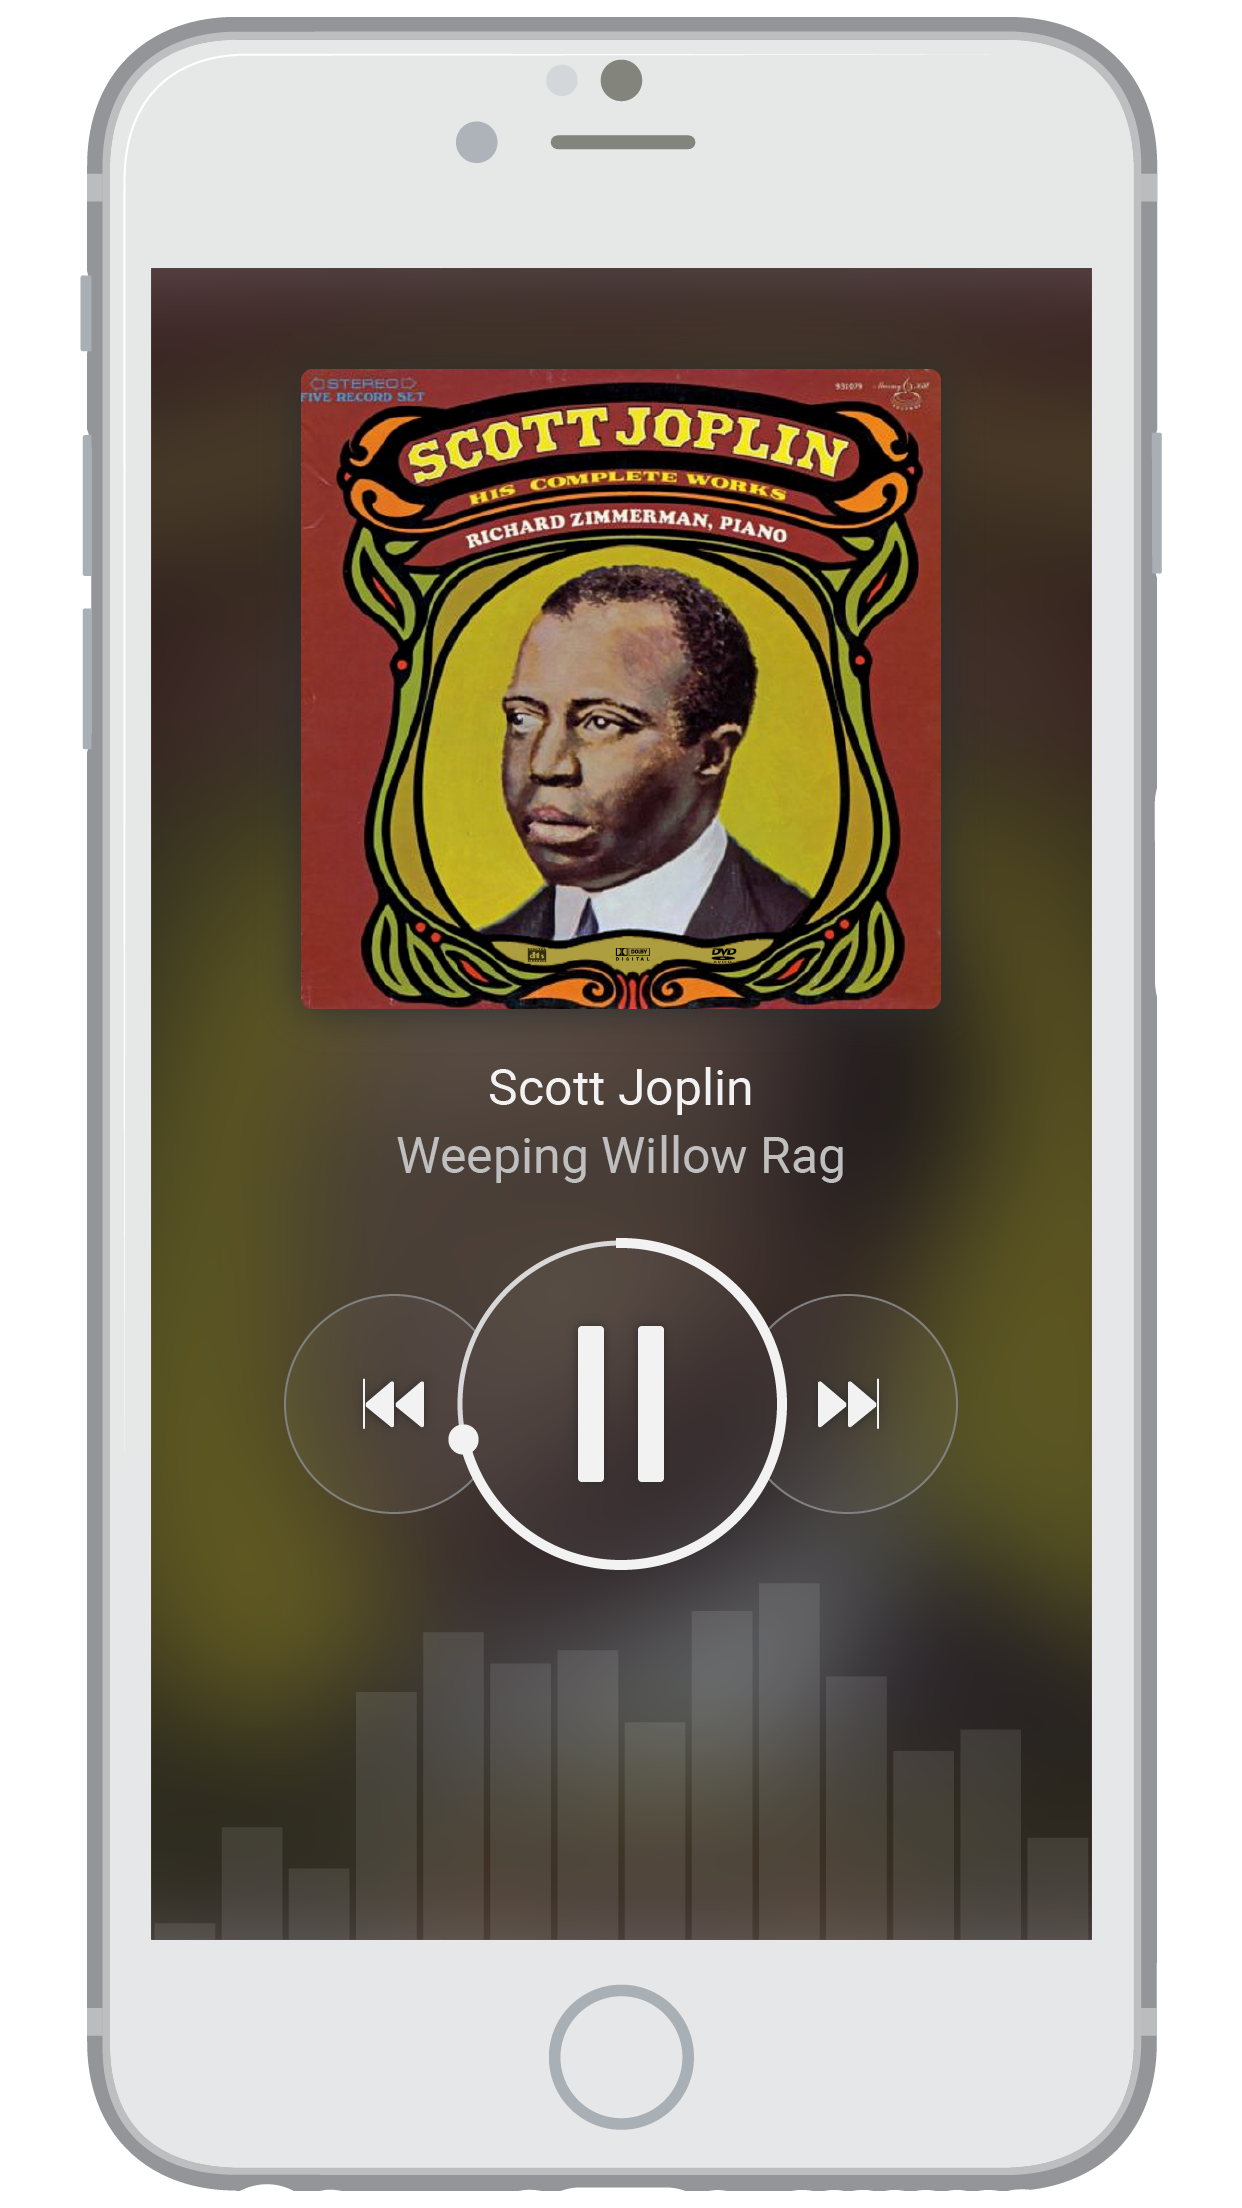 STEREO
FIVE RECORD SET
931079
SCOTT JOPLIN
HIS COMPLETE WORKS
RICHARD ZIMMERMAN, PIANO
dts
DOLBY
DIGITAL
DVD
Scott Joplin
Weeping Willow Rag